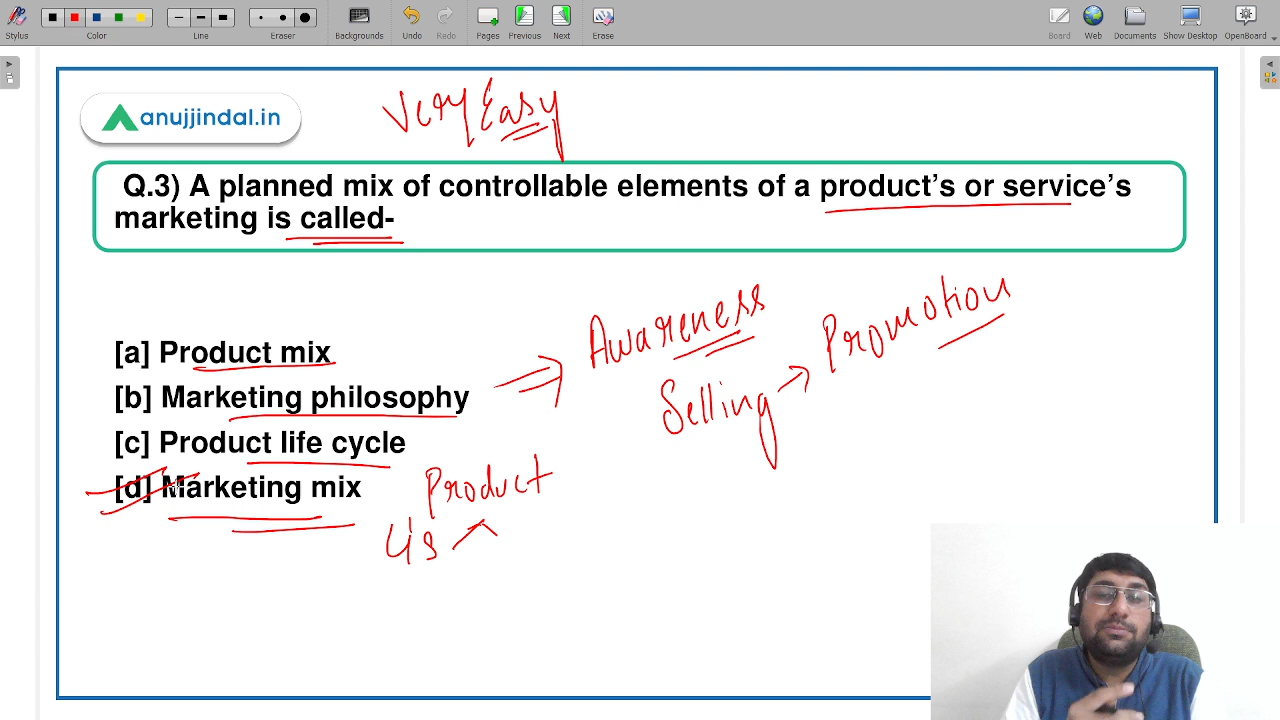 Stylus
Color
Line
Eraser
Backgrounds
Undo
Redo
Pages
Previous
Next
Erase
Board
Web
Documents
Show Desktop
OpenBoard
anujjindal.in
Very Easy
Q.3) A planned mix of controllable elements of a product's or service's
marketing is called-
[a] Product mix
[b] Marketing philosophy
[c] Product life cycle
[d] Marketing mix
Awareness
Selling → Promotion
Product
4's